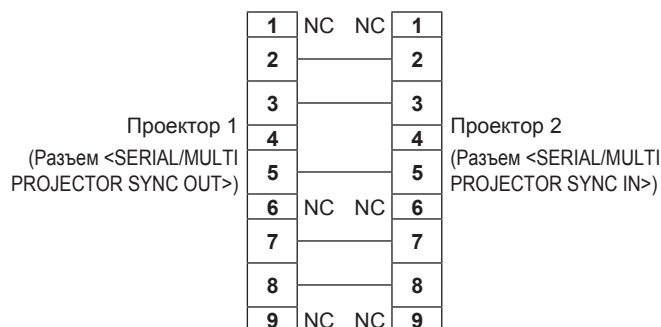 1 NC NC 1
2 2
3 3
Проектор 1
4 4
Проектор 2
(Разъем <SERIAL/MULTI
PROJECTOR SYNC OUT>)
5 5
(Разъем <SERIAL/MULTI
PROJECTOR SYNC IN>)
6 NC NC 6
7 7
8 8
9 NC NC 9